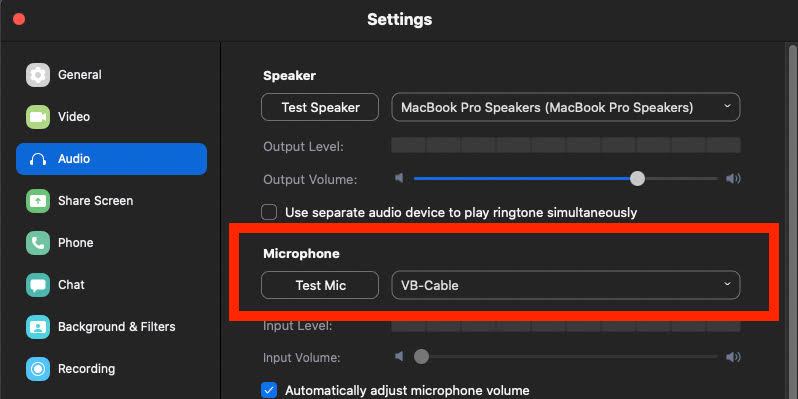 Settings
General
Video
Audio
Share Screen
Phone
Chat
Background & Filters
Recording
Speaker
Test Speaker MacBook Pro Speakers (MacBook Pro Speakers)
Output Level:
Output Volume:
Use separate audio device to play ringtone simultaneously
Microphone
Test Mic VB-Cable
Input Level:
Input Volume:
Automatically adjust microphone volume